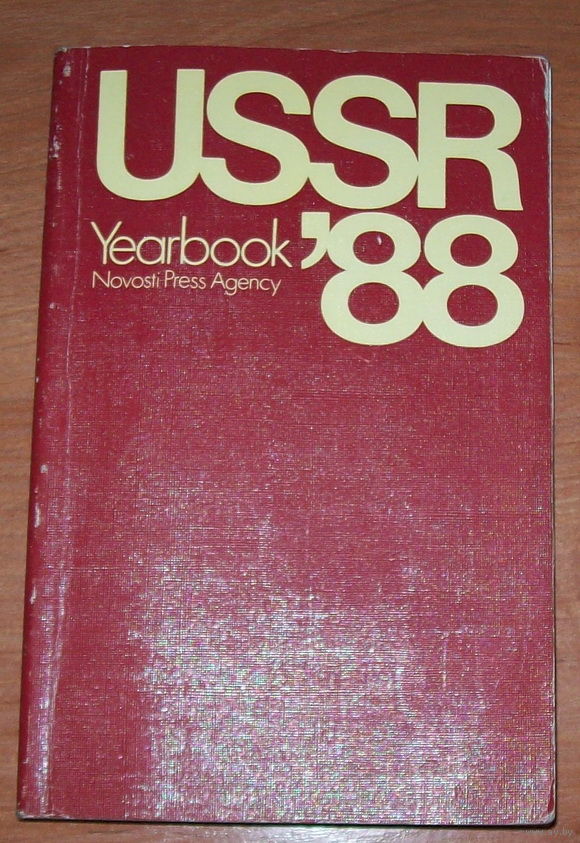 USSR
Yearbook '88
Novosti Press Agency